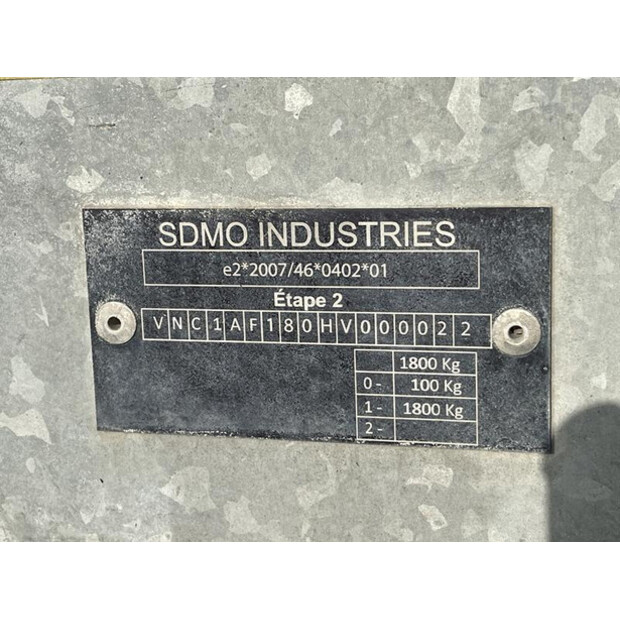 SDMO INDUSTRIES
e2*2007/46*0402*01
Étape 2
VNC1AF180HV000022
1800 Kg
0- 100 Kg
1- 1800 Kg
2-